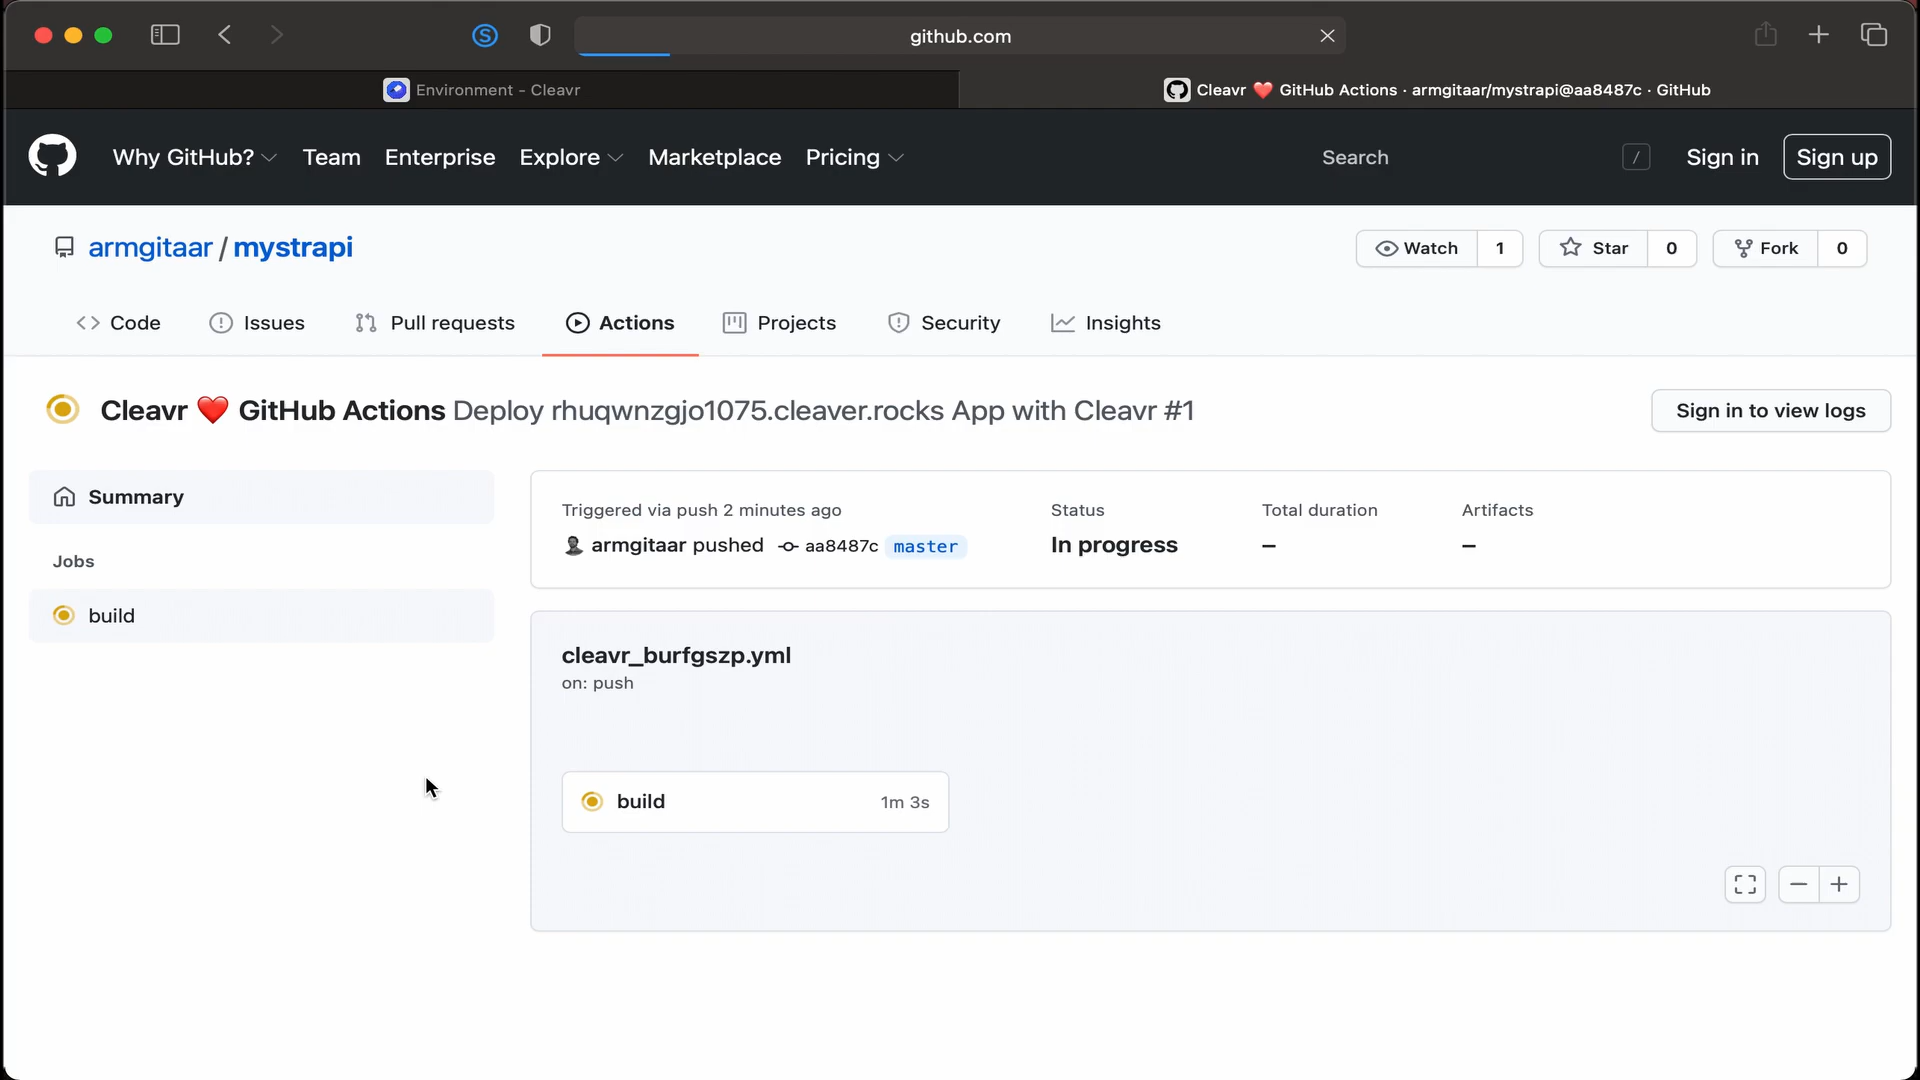 github.com
Environment - Cleavr
Cleavr ❤️ GitHub Actions · armgitaar/mystrapi@aa8487c · GitHub
Why GitHub? Team Enterprise Explore Marketplace Pricing Search / Sign in Sign up
armgitaar / mystrapi Watch 1 Star 0 Fork 0
Code Issues Pull requests Actions Projects Security Insights
Cleavr ❤️ GitHub Actions Deploy rhuqwnzgjo1075.cleaver.rocks App with Cleavr #1 Sign in to view logs
Summary
Jobs
build
Triggered via push 2 minutes ago Status Total duration Artifacts
armgitaar pushed aa8487c master In progress – –
cleavr_burfgszp.yml
on: push
build 1m 3s